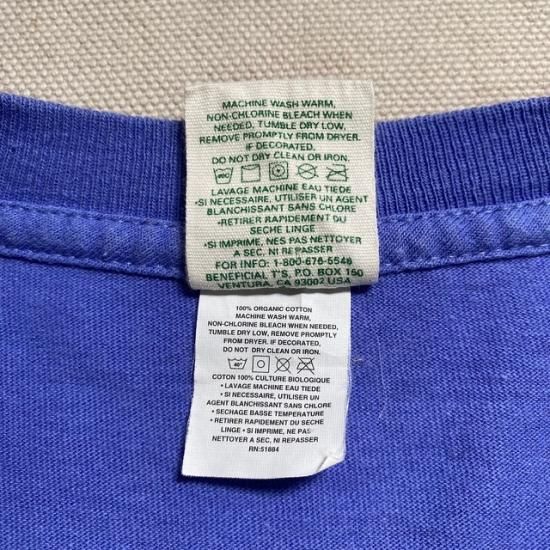 MACHINE WASH WARM,
NON-CHLORINE BLEACH WHEN
NEEDED, TUMBLE DRY LOW,
REMOVE PROMPTLY FROM DRYER.
IF DECORATED,
DO NOT DRY CLEAN OR IRON.
LAVAGE MACHINE EAU TIEDE
•SI NECESSAIRE, UTILISER UN AGENT
BLANCHISSANT SANS CHLORE
•RETIRER RAPIDEMENT DU
SECHE LINGE
•SI IMPRIME, NES PAS NETTOYER
A SEC, NI REPASSER
FOR INFO: 1-800-676-5548
BENEFICIAL T'S, P.O. BOX 150
VENTURA, CA 93002 USA
100% ORGANIC COTTON
MACHINE WASH WARM,
NON-CHLORINE BLEACH WHEN NEEDED,
TUMBLE DRY LOW, REMOVE PROMPTLY
FROM DRYER. IF DECORATED,
DO NOT DRY CLEAN OR IRON.
40°
COTON 100% CULTURE BIOLOGIQUE
• LAVAGE MACHINE EAU TIEDE
• SI NECESSAIRE, UTILISER UN
AGENT BLANCHISSANT SANS CHLORE
• SECHAGE BASSE TEMPERATURE
• RETIRER RAPIDEMENT DU SECHE
LINGE • SI IMPRIME, NE PAS
NETTOYER A SEC, NI REPASSER
RN:51884